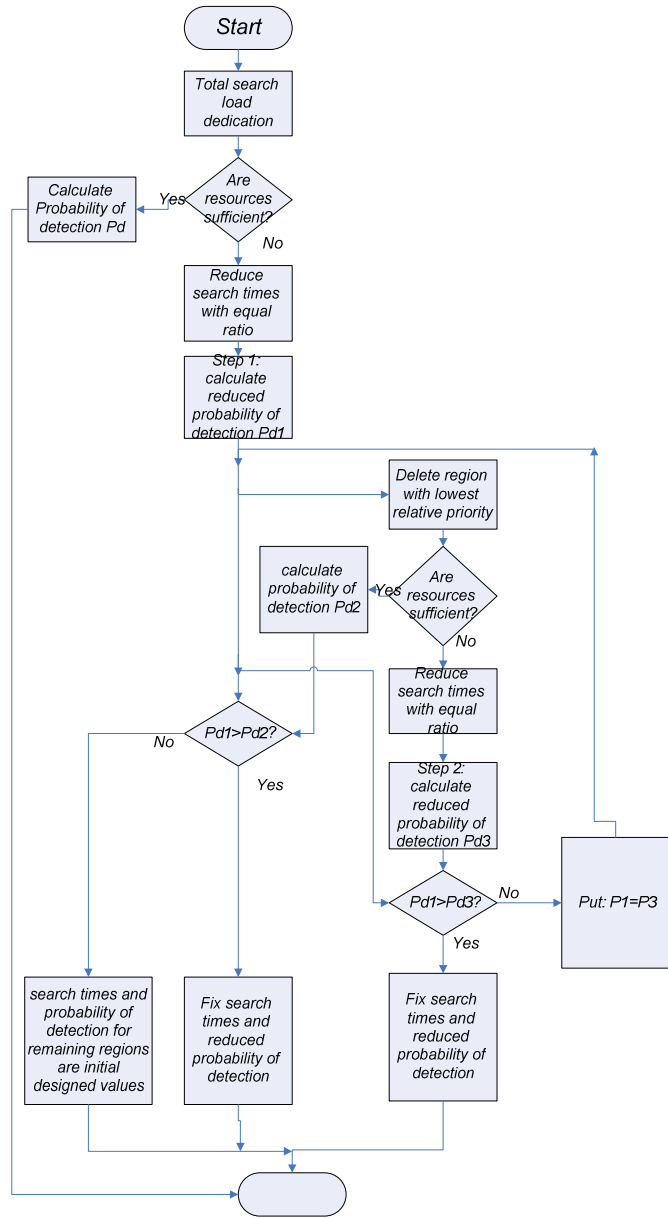 Start
Total search
load
dedication
Calculate
Probability of
detection Pd
Yes
Are
resources
sufficient?
No
Reduce
search times
with equal
ratio
Step 1:
calculate
reduced
probability of
detection Pd1
Delete region
with lowest
relative priority
calculate
probability of
detection Pd2
Yes
Are
resources
sufficient?
No
Reduce
search times
with equal
ratio
Pd1>Pd2?
No
Yes
Step 2:
calculate
reduced
probability of
detection Pd3
Pd1>Pd3?
No
Put: P1=P3
Yes
search times and
probability of
detection for
remaining regions
are initial
designed values
Fix search
times and
reduced
probability of
detection
Fix search
times and
reduced
probability of
detection